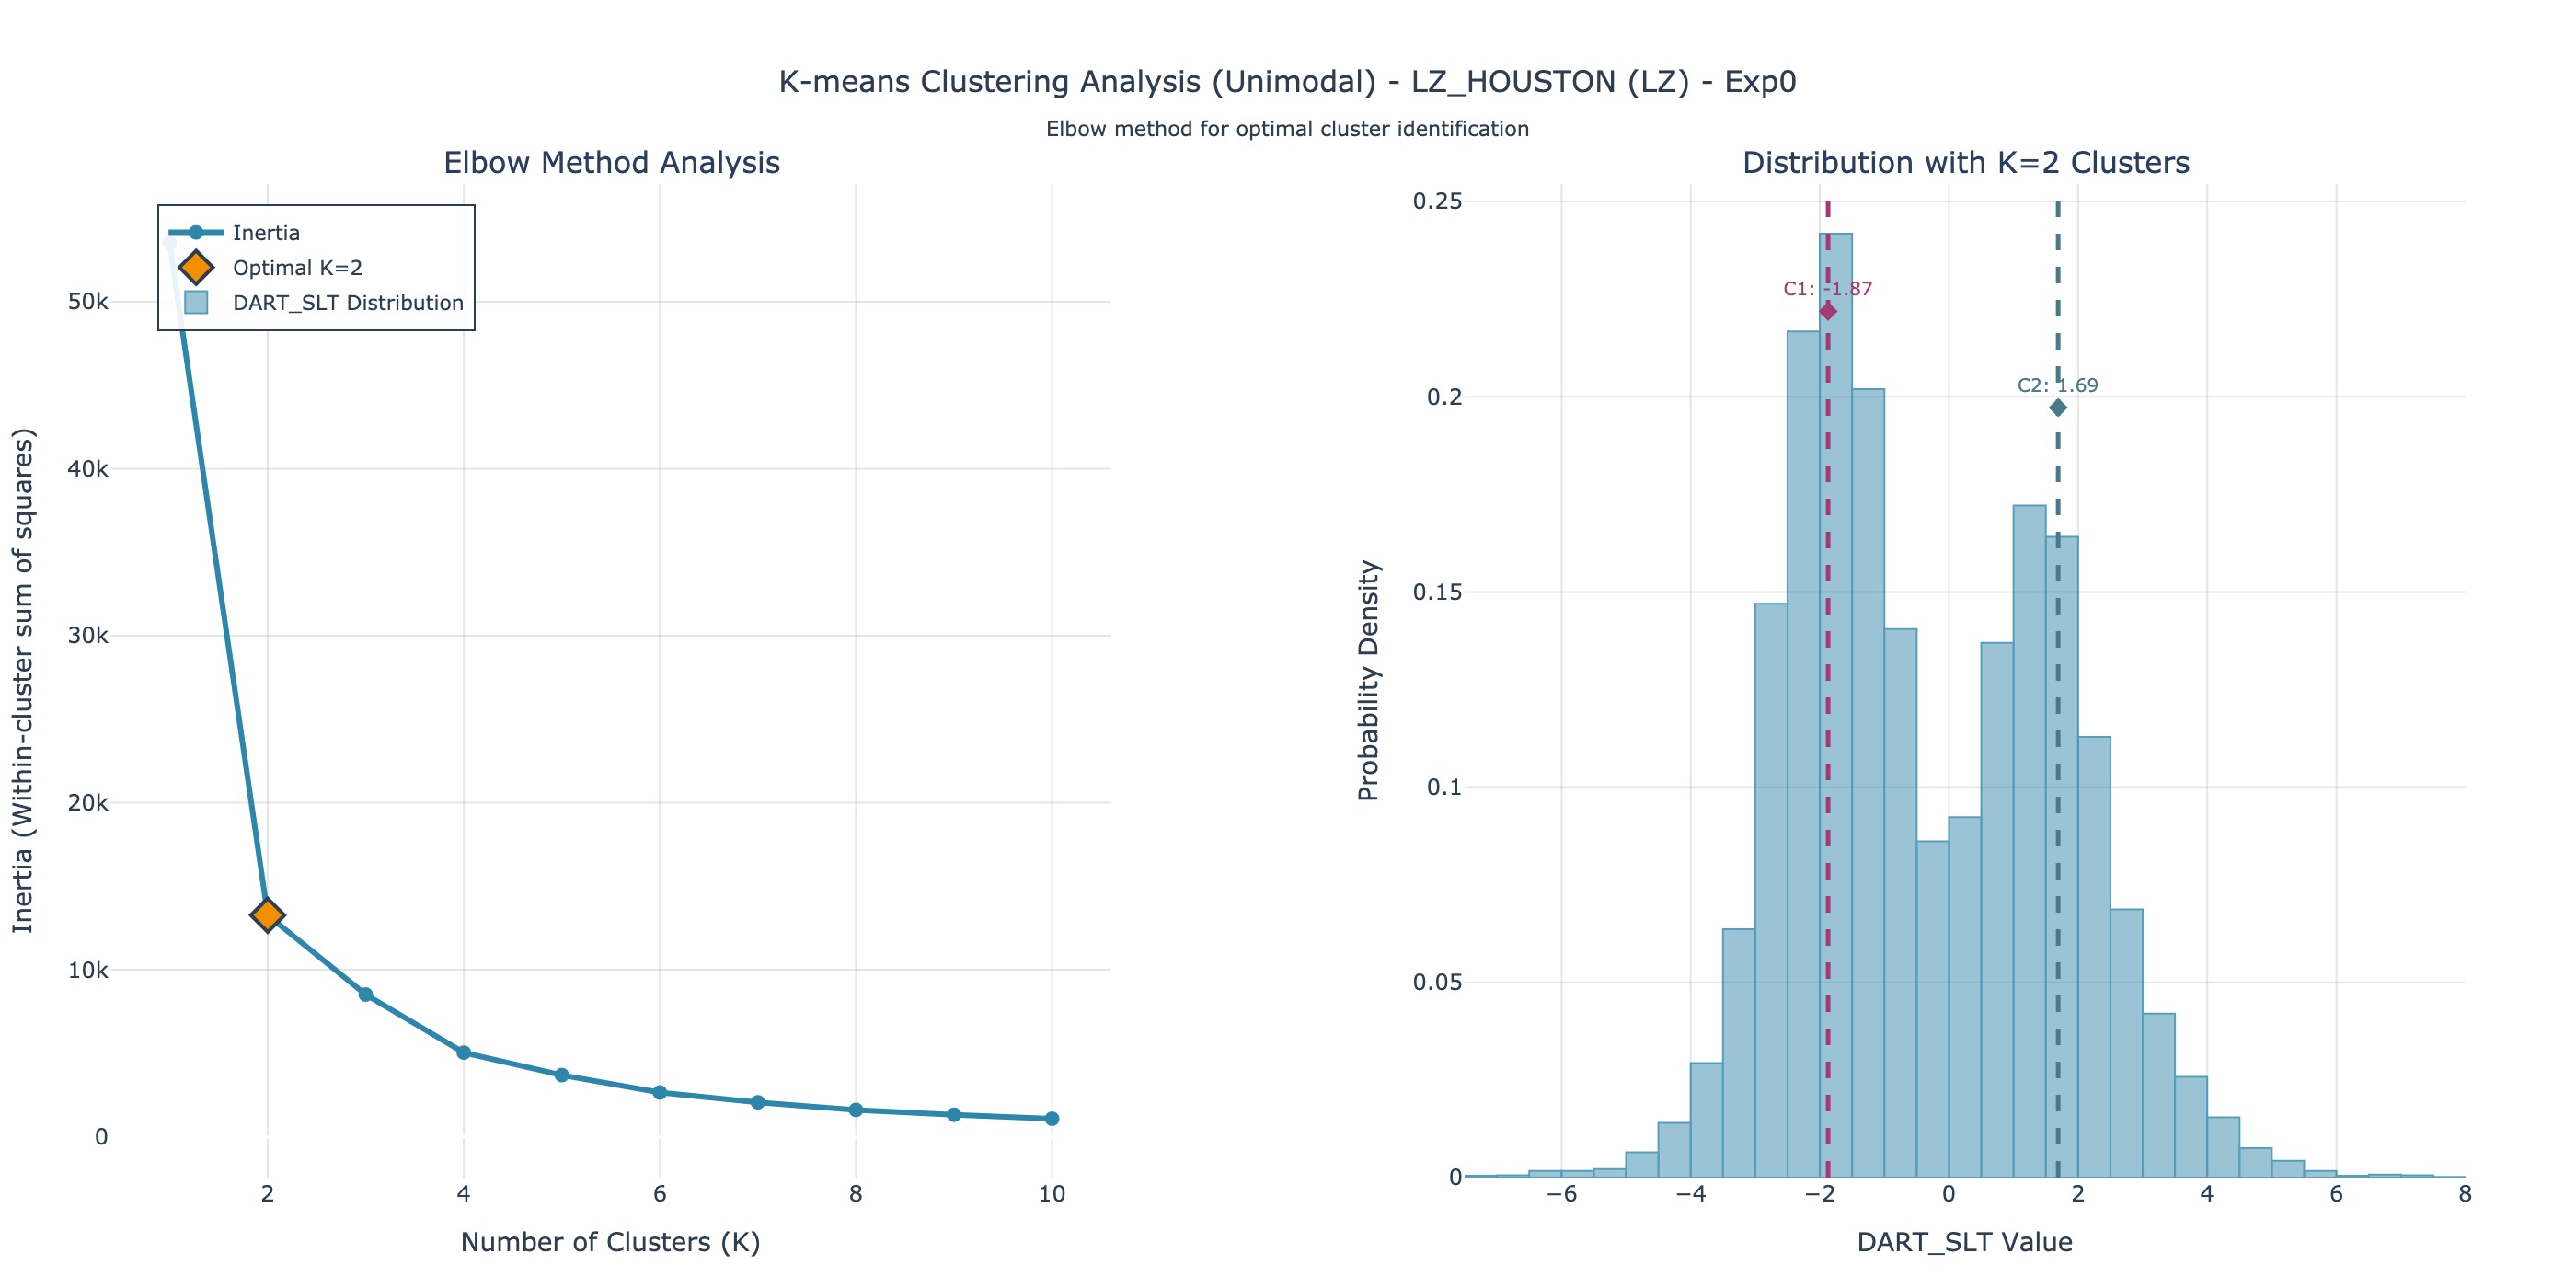 K-means Clustering Analysis (Unimodal) - LZ_HOUSTON (LZ) - Exp0
Elbow method for optimal cluster identification
Elbow Method Analysis
Inertia
Optimal K=2
DART_SLT Distribution
50k
40k
30k
20k
10k
0
2
4
6
8
10
Number of Clusters (K)
Inertia (Within-cluster sum of squares)
Distribution with K=2 Clusters
C1: -1.87
C2: 1.69
0.25
0.2
0.15
0.1
0.05
0
−6
−4
−2
0
2
4
6
8
DART_SLT Value
Probability Density